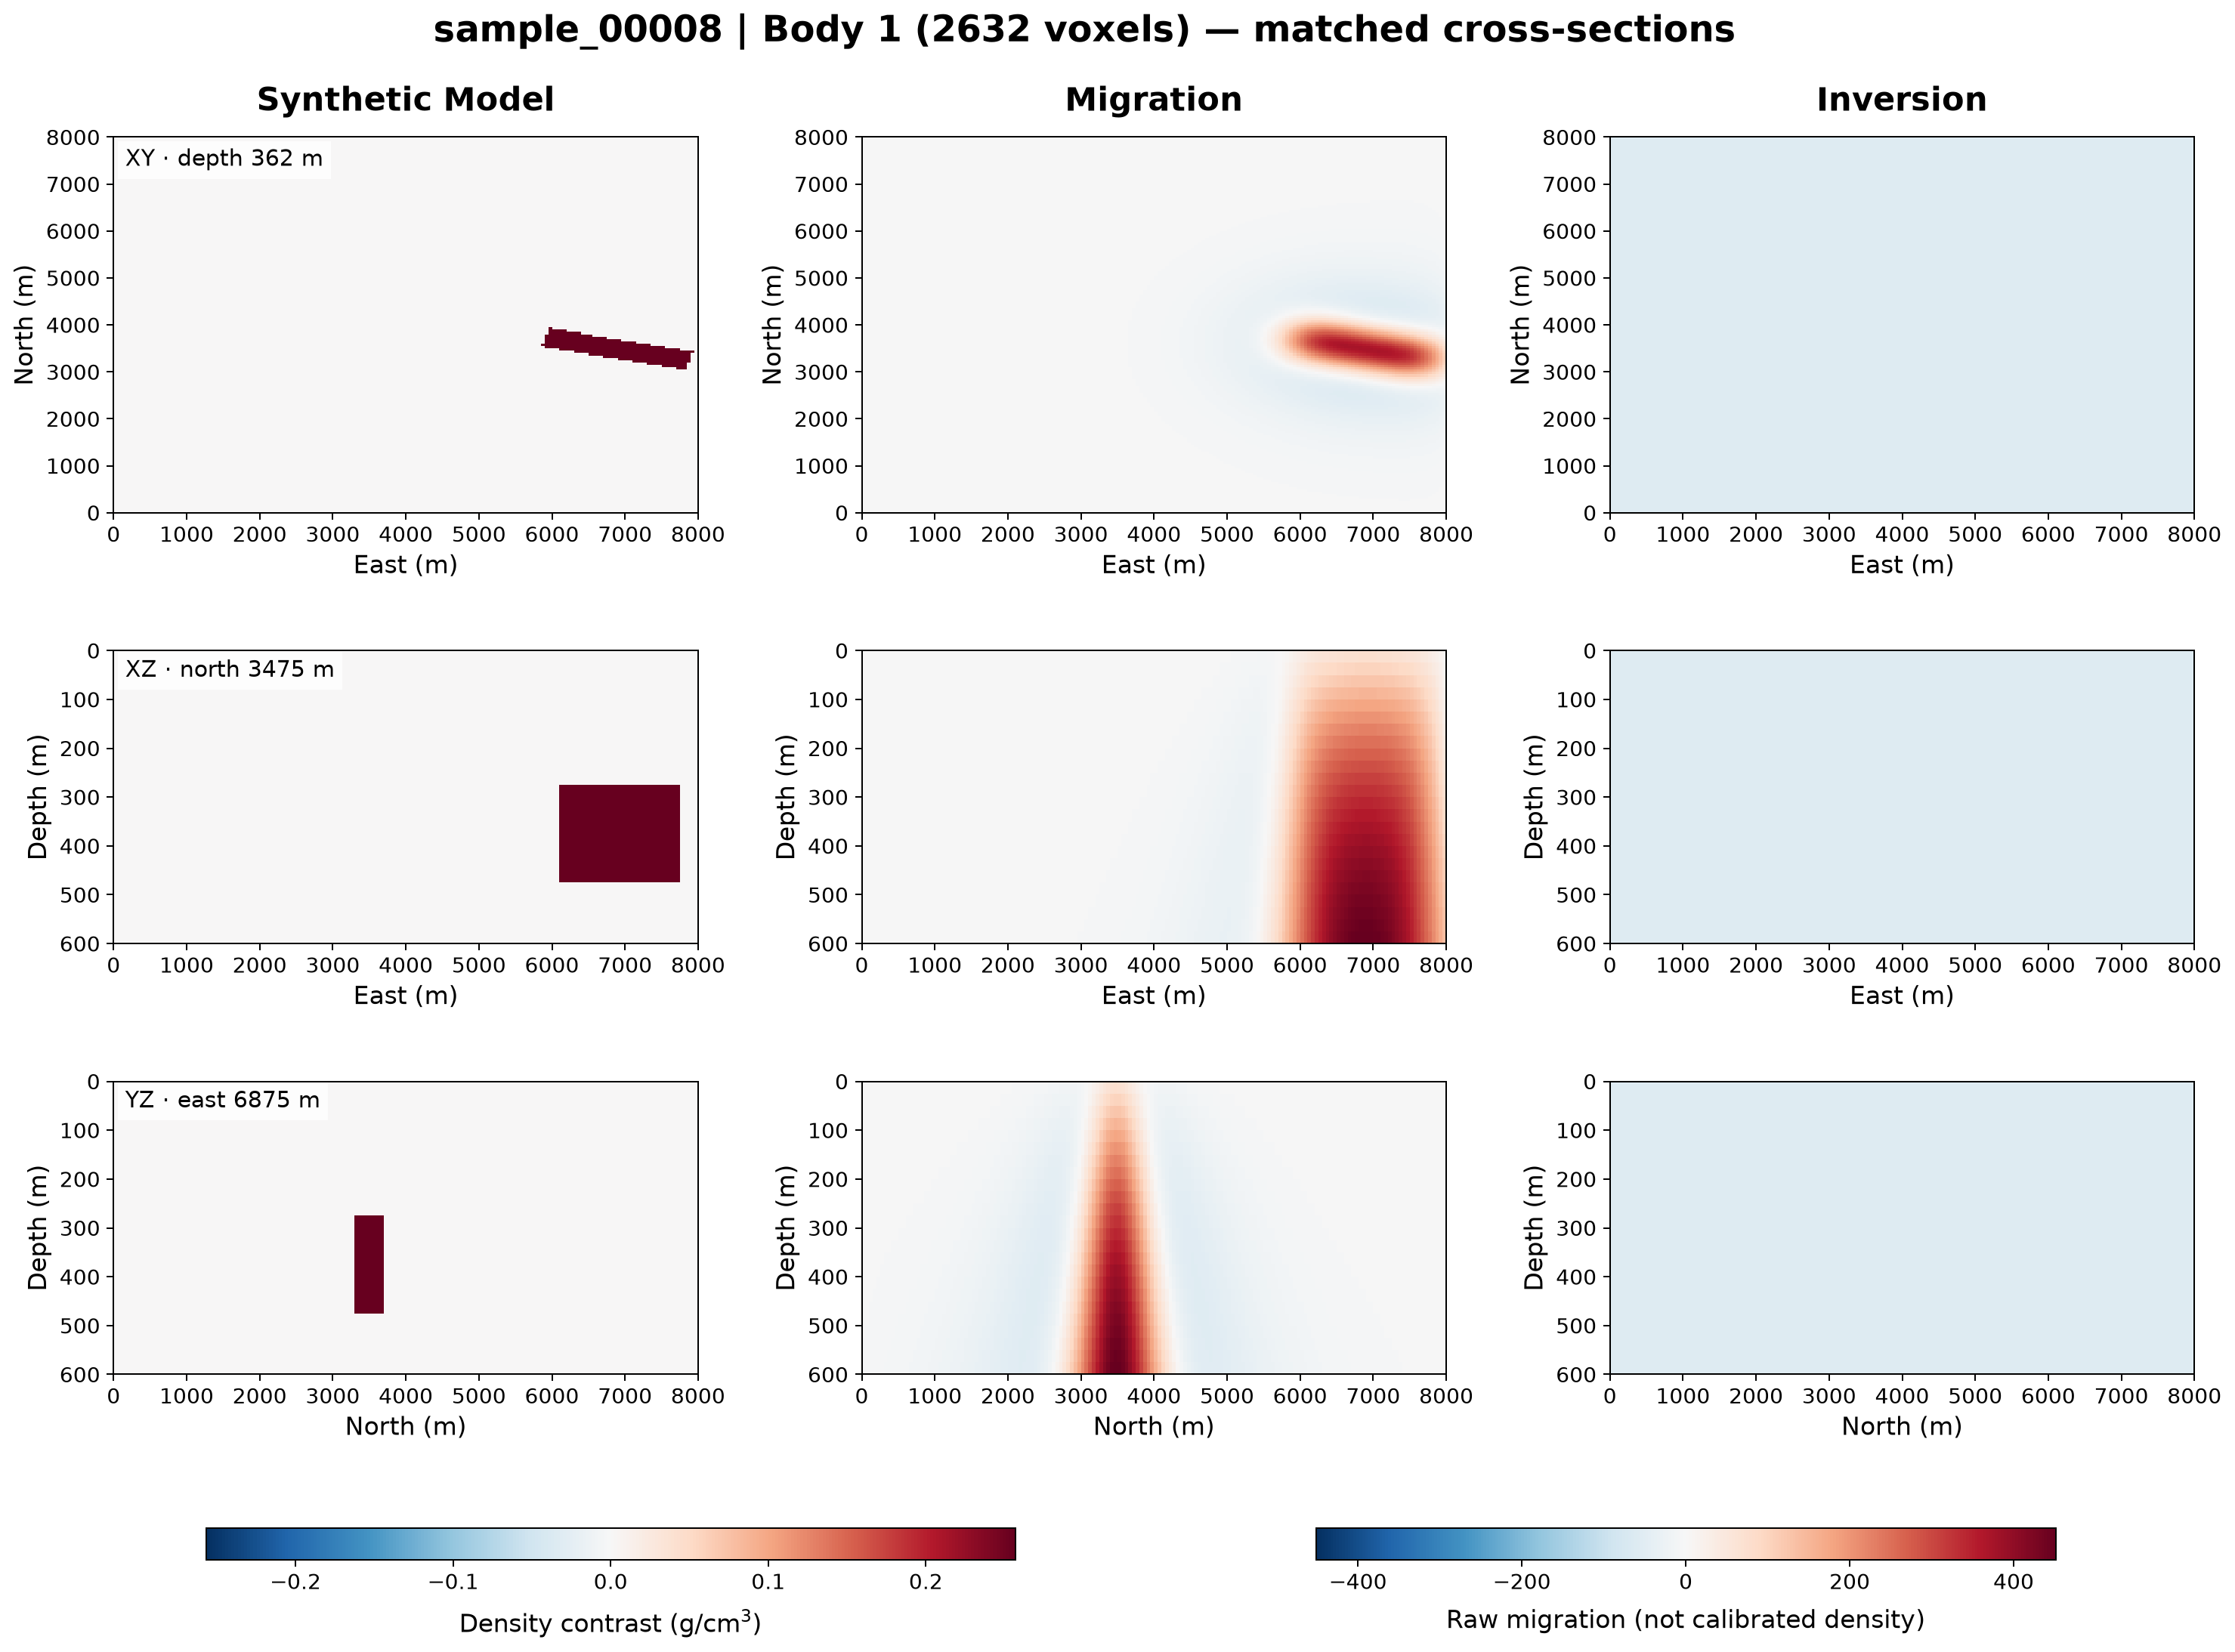 sample_00008 | Body 1 (2632 voxels) — matched cross-sections
Synthetic Model
Migration
Inversion
XY · depth 362 m
8000
7000
6000
5000
4000
3000
2000
1000
0
North (m)
0 1000 2000 3000 4000 5000 6000 7000 8000
East (m)
8000
7000
6000
5000
4000
3000
2000
1000
0
North (m)
0 1000 2000 3000 4000 5000 6000 7000 8000
East (m)
8000
7000
6000
5000
4000
3000
2000
1000
0
North (m)
0 1000 2000 3000 4000 5000 6000 7000 8000
East (m)
XZ · north 3475 m
0
100
200
300
400
500
600
Depth (m)
0 1000 2000 3000 4000 5000 6000 7000 8000
East (m)
0
100
200
300
400
500
600
Depth (m)
0 1000 2000 3000 4000 5000 6000 7000 8000
East (m)
0
100
200
300
400
500
600
Depth (m)
0 1000 2000 3000 4000 5000 6000 7000 8000
East (m)
YZ · east 6875 m
0
100
200
300
400
500
600
Depth (m)
0 1000 2000 3000 4000 5000 6000 7000 8000
North (m)
0
100
200
300
400
500
600
Depth (m)
0 1000 2000 3000 4000 5000 6000 7000 8000
North (m)
0
100
200
300
400
500
600
Depth (m)
0 1000 2000 3000 4000 5000 6000 7000 8000
North (m)
−0.2 −0.1 0.0 0.1 0.2
Density contrast (g/cm³)
−400 −200 0 200 400
Raw migration (not calibrated density)